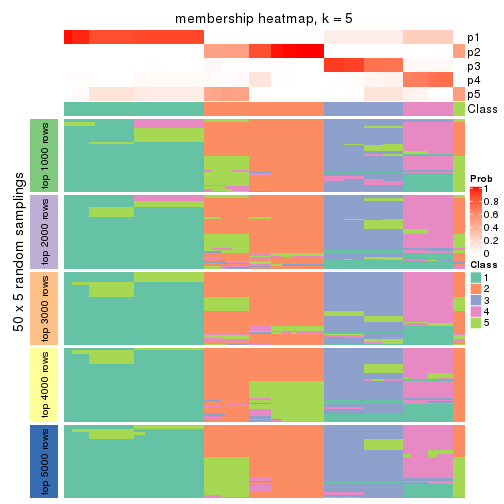 membership heatmap, k = 5
p1
p2
p3
p4
p5
Class
50 x 5 random samplings
top 1000 rows
top 2000 rows
top 3000 rows
top 4000 rows
top 5000 rows
Prob
1
0.8
0.6
0.4
0.2
0
Class
1
2
3
4
5